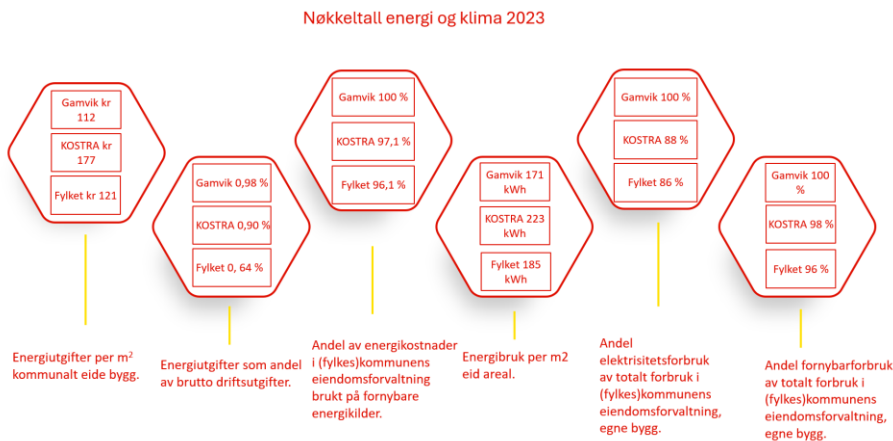 Nøkkeltall energi og klima 2023
Gamvik kr
112
KOSTRA kr
177
Fylket kr 121
Energiutgifter per m²
kommunalt eide bygg.
Gamvik 0,98 %
KOSTRA 0,90 %
Fylket 0, 64 %
Energiutgifter som andel
av brutto driftsutgifter.
Gamvik 100 %
KOSTRA 97,1 %
Fylket 96,1 %
Andel av energikostnader
i (fylkes)kommunens
eiendomsforvaltning
brukt på fornybare
energikilder.
Gamvik 171
kWh
KOSTRA 223
kWh
Fylket 185
kWh
Energibruk per m2
eid areal.
Gamvik 100 %
KOSTRA 88 %
Fylket 86 %
Andel
elektrisitetsforbruk
av totalt forbruk i
(fylkes)kommunens
eiendomsforvaltning,
egne bygg.
Gamvik 100
%
KOSTRA 98 %
Fylket 96 %
Andel fornybarforbruk
av totalt forbruk i
(fylkes)kommunens
eiendomsforvaltning,
egne bygg.